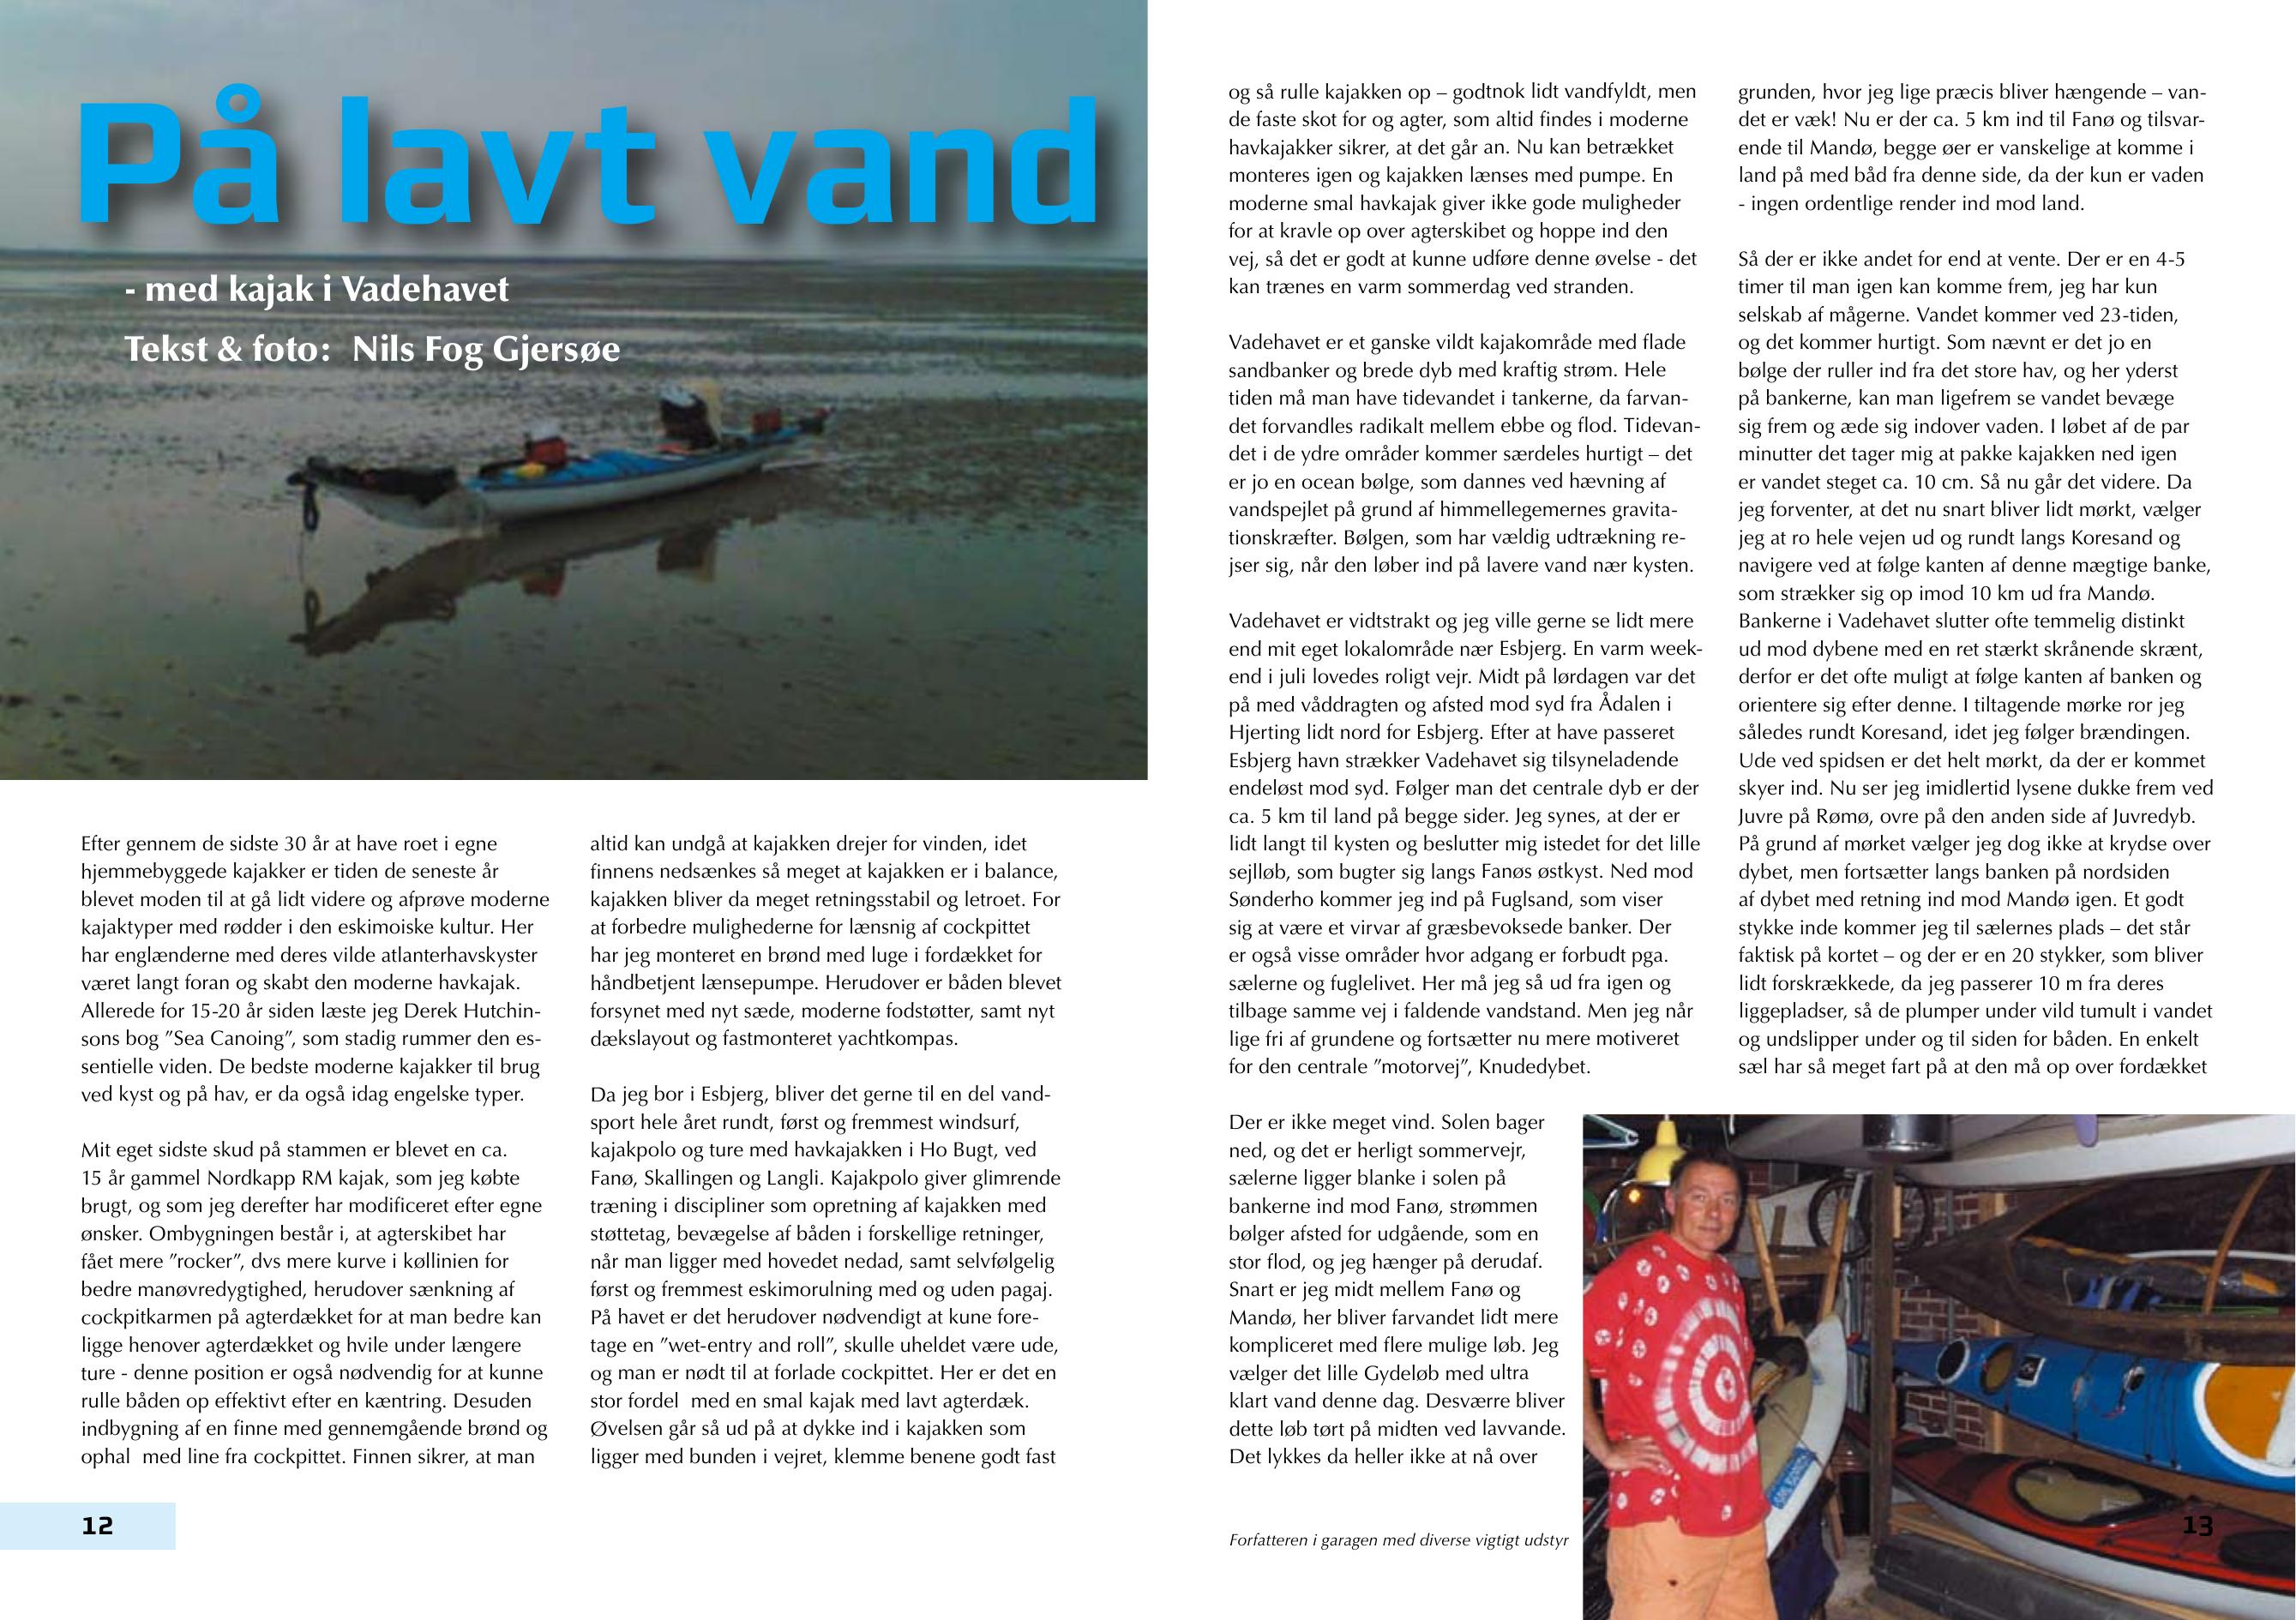 På lavt vand
- med kajak i Vadehavet
Tekst & foto:  Nils Fog Gjersøe
Efter gennem de sidste 30 år at have roet i egne
hjemmebyggede kajakker er tiden de seneste år
blevet moden til at gå lidt videre og afprøve moderne
kajaktyper med rødder i den eskimoiske kultur. Her
har englænderne med deres vilde atlanterhavskyster
været langt foran og skabt den moderne havkajak.
Allerede for 15-20 år siden læste jeg Derek Hutchin-
sons bog ”Sea Canoing”, som stadig rummer den es-
sentielle viden. De bedste moderne kajakker til brug
ved kyst og på hav, er da også idag engelske typer.
Mit eget sidste skud på stammen er blevet en ca.
15 år gammel Nordkapp RM kajak, som jeg købte
brugt, og som jeg derefter har modificeret efter egne
ønsker. Ombygningen består i, at agterskibet har
fået mere ”rocker”, dvs mere kurve i køllinien for
bedre manøvredygtighed, herudover sænkning af
cockpitkarmen på agterdækket for at man bedre kan
ligge henover agterdækket og hvile under længere
ture - denne position er også nødvendig for at kunne
rulle båden op effektivt efter en kæntring. Desuden
indbygning af en finne med gennemgående brønd og
ophal  med line fra cockpittet. Finnen sikrer, at man
altid kan undgå at kajakken drejer for vinden, idet
finnens nedsænkes så meget at kajakken er i balance,
kajakken bliver da meget retningsstabil og letroet. For
at forbedre mulighederne for lænsnig af cockpittet
har jeg monteret en brønd med luge i fordækket for
håndbetjent lænsepumpe. Herudover er båden blevet
forsynet med nyt sæde, moderne fodstøtter, samt nyt
dækslayout og fastmonteret yachtkompas.
Da jeg bor i Esbjerg, bliver det gerne til en del vand-
sport hele året rundt, først og fremmest windsurf,
kajakpolo og ture med havkajakken i Ho Bugt, ved
Fanø, Skallingen og Langli. Kajakpolo giver glimrende
træning i discipliner som opretning af kajakken med
støttetag, bevægelse af båden i forskellige retninger,
når man ligger med hovedet nedad, samt selvfølgelig
først og fremmest eskimorulning med og uden pagaj.
På havet er det herudover nødvendigt at kune fore-
tage en ”wet-entry and roll”, skulle uheldet være ude,
og man er nødt til at forlade cockpittet. Her er det en
stor fordel  med en smal kajak med lavt agterdæk.
Øvelsen går så ud på at dykke ind i kajakken som
ligger med bunden i vejret, klemme benene godt fast
12
og så rulle kajakken op – godtnok lidt vandfyldt, men
de faste skot for og agter, som altid findes i moderne
havkajakker sikrer, at det går an. Nu kan betrækket
monteres igen og kajakken lænses med pumpe. En
moderne smal havkajak giver ikke gode muligheder
for at kravle op over agterskibet og hoppe ind den
vej, så det er godt at kunne udføre denne øvelse - det
kan trænes en varm sommerdag ved stranden.
Vadehavet er et ganske vildt kajakområde med flade
sandbanker og brede dyb med kraftig strøm. Hele
tiden må man have tidevandet i tankerne, da farvan-
det forvandles radikalt mellem ebbe og flod. Tidevan-
det i de ydre områder kommer særdeles hurtigt – det
er jo en ocean bølge, som dannes ved hævning af
vandspejlet på grund af himmellegemernes gravita-
tionskræfter. Bølgen, som har vældig udtrækning re-
jser sig, når den løber ind på lavere vand nær kysten.
Vadehavet er vidtstrakt og jeg ville gerne se lidt mere
end mit eget lokalområde nær Esbjerg. En varm week-
end i juli lovedes roligt vejr. Midt på lørdagen var det
på med våddragten og afsted mod syd fra Ådalen i
Hjerting lidt nord for Esbjerg. Efter at have passeret
Esbjerg havn strækker Vadehavet sig tilsyneladende
endeløst mod syd. Følger man det centrale dyb er der
ca. 5 km til land på begge sider. Jeg synes, at der er
lidt langt til kysten og beslutter mig istedet for det lille
sejlløb, som bugter sig langs Fanøs østkyst. Ned mod
Sønderho kommer jeg ind på Fuglsand, som viser
sig at være et virvar af græsbevoksede banker. Der
er også visse områder hvor adgang er forbudt pga.
sælerne og fuglelivet. Her må jeg så ud fra igen og
tilbage samme vej i faldende vandstand. Men jeg når
lige fri af grundene og fortsætter nu mere motiveret
for den centrale ”motorvej”, Knudedybet.
Der er ikke meget vind. Solen bager
ned, og det er herligt sommervejr,
sælerne ligger blanke i solen på
bankerne ind mod Fanø, strømmen
bølger afsted for udgående, som en
stor flod, og jeg hænger på derudaf.
Snart er jeg midt mellem Fanø og
Mandø, her bliver farvandet lidt mere
kompliceret med flere mulige løb. Jeg
vælger det lille Gydeløb med ultra
klart vand denne dag. Desværre bliver
dette løb tørt på midten ved lavvande.
Det lykkes da heller ikke at nå over
grunden, hvor jeg lige præcis bliver hængende – van-
det er væk! Nu er der ca. 5 km ind til Fanø og tilsvar-
ende til Mandø, begge øer er vanskelige at komme i
land på med båd fra denne side, da der kun er vaden
- ingen ordentlige render ind mod land.
Så der er ikke andet for end at vente. Der er en 4-5
timer til man igen kan komme frem, jeg har kun
selskab af mågerne. Vandet kommer ved 23-tiden,
og det kommer hurtigt. Som nævnt er det jo en
bølge der ruller ind fra det store hav, og her yderst
på bankerne, kan man ligefrem se vandet bevæge
sig frem og æde sig indover vaden. I løbet af de par
minutter det tager mig at pakke kajakken ned igen
er vandet steget ca. 10 cm. Så nu går det videre. Da
jeg forventer, at det nu snart bliver lidt mørkt, vælger
jeg at ro hele vejen ud og rundt langs Koresand og
navigere ved at følge kanten af denne mægtige banke,
som strækker sig op imod 10 km ud fra Mandø.
Bankerne i Vadehavet slutter ofte temmelig distinkt
ud mod dybene med en ret stærkt skrånende skrænt,
derfor er det ofte muligt at følge kanten af banken og
orientere sig efter denne. I tiltagende mørke ror jeg
således rundt Koresand, idet jeg følger brændingen.
Ude ved spidsen er det helt mørkt, da der er kommet
skyer ind. Nu ser jeg imidlertid lysene dukke frem ved
Juvre på Rømø, ovre på den anden side af Juvredyb.
På grund af mørket vælger jeg dog ikke at krydse over
dybet, men fortsætter langs banken på nordsiden
af dybet med retning ind mod Mandø igen. Et godt
stykke inde kommer jeg til sælernes plads – det står
faktisk på kortet – og der er en 20 stykker, som bliver
lidt forskrækkede, da jeg passerer 10 m fra deres
liggepladser, så de plumper under vild tumult i vandet
og undslipper under og til siden for båden. En enkelt
sæl har så meget fart på at den må op over fordækket
Forfatteren i garagen med diverse vigtigt udstyr
13